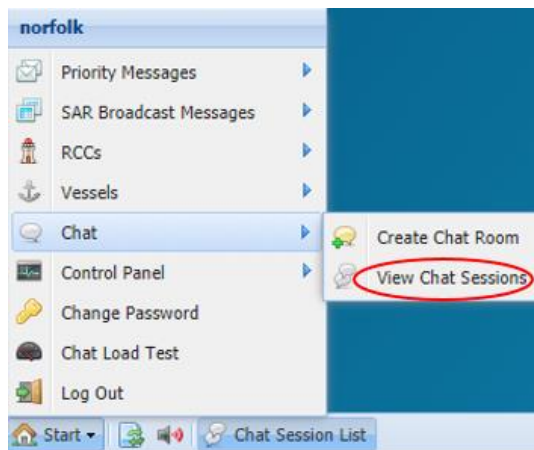 norfolk
Priority Messages
SAR Broadcast Messages
RCCs
Vessels
Chat
Create Chat Room
Control Panel
View Chat Sessions
Change Password
Chat Load Test
Log Out
Start
Chat Session List